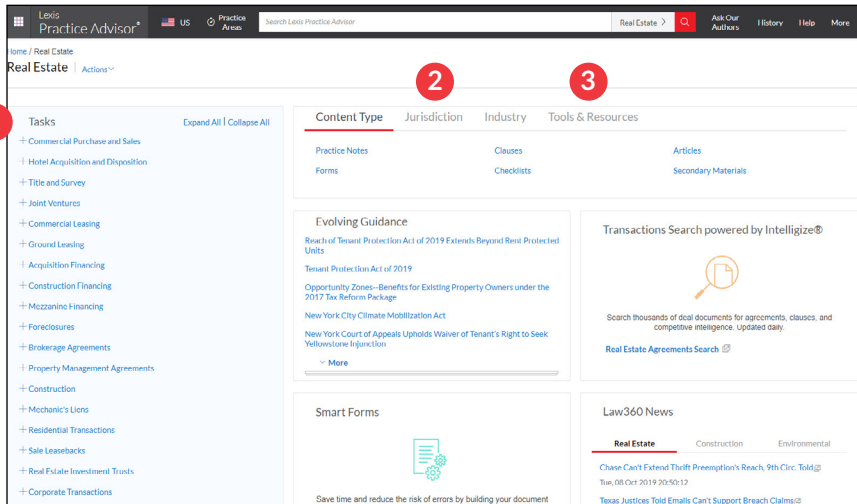 Lexis
Practice Advisor®
US
Practice
Areas
Search Lexis Practice Advisor
Real Estate >
Ask Our
Authors
History
Help
More
Home / Real Estate
Real Estate | Actions
2
3
Tasks
Expand All | Collapse All
+ Commercial Purchase and Sales
+ Hotel Acquisition and Disposition
+ Title and Survey
+ Joint Ventures
+ Commercial Leasing
+ Ground Leasing
+ Acquisition Financing
+ Construction Financing
+ Mezzanine Financing
+ Foreclosures
+ Brokerage Agreements
+ Property Management Agreements
+ Construction
+ Mechanic's Liens
+ Residential Transactions
+ Sale Leasebacks
+ Real Estate Investment Trusts
+ Corporate Transactions
Content Type Jurisdiction Industry Tools & Resources
Practice Notes Clauses Articles
Forms Checklists Secondary Materials
Evolving Guidance
Reach of Tenant Protection Act of 2019 Extends Beyond Rent Protected
Units
Tenant Protection Act of 2019
Opportunity Zones--Benefits for Existing Property Owners under the
2017 Tax Reform Package
New York City Climate Mobilization Act
New York Court of Appeals Upholds Waiver of Tenant's Right to Seek
Yellowstone Injunction
More
Transactions Search powered by Intelligize®
Search thousands of deal documents for agreements, clauses, and
competitive intelligence. Updated daily.
Real Estate Agreements Search
Smart Forms
Save time and reduce the risk of errors by building your document
Law360 News
Real Estate Construction Environmental
Chase Can't Extend Thrift Preemption's Reach, 9th Circ. Told
Tue, 08 Oct 2019 20:50:12
Texas Justices Told Emails Can't Support Breach Claims